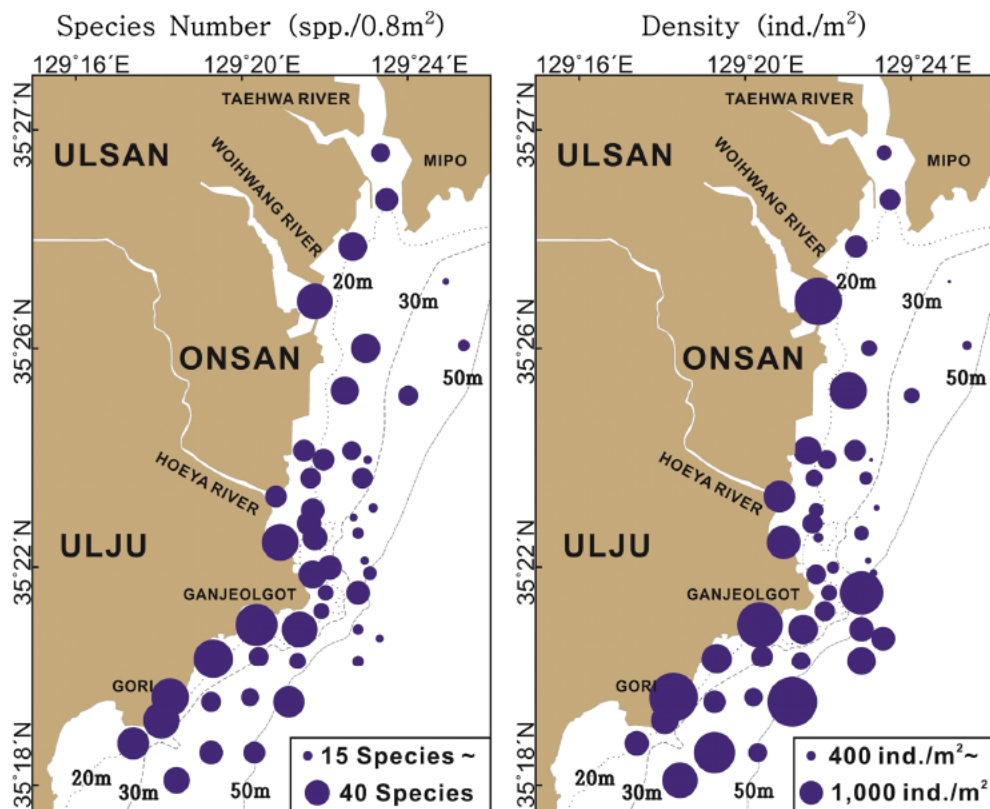 Species Number (spp./0.8m²)
129°16´E 129°20´E 129°24´E
TAEHWA RIVER
35°27´N
ULSAN
WOIHWANG RIVER
MIPO
20m
30m
35°26´N
ONSAN
50m
HOEYA RIVER
ULJU
35°22´N
GANJEOLGOT
GORI
35°18´N
20m
30m
50m
15 Species ~
40 Species
Density (ind./m²)
129°16´E 129°20´E 129°24´E
TAEHWA RIVER
35°27´N
ULSAN
WOIHWANG RIVER
MIPO
20m
30m
35°26´N
ONSAN
50m
HOEYA RIVER
ULJU
35°22´N
GANJEOLGOT
GORI
35°18´N
20m
30m
50m
400 ind./m²~
1,000 ind./m²